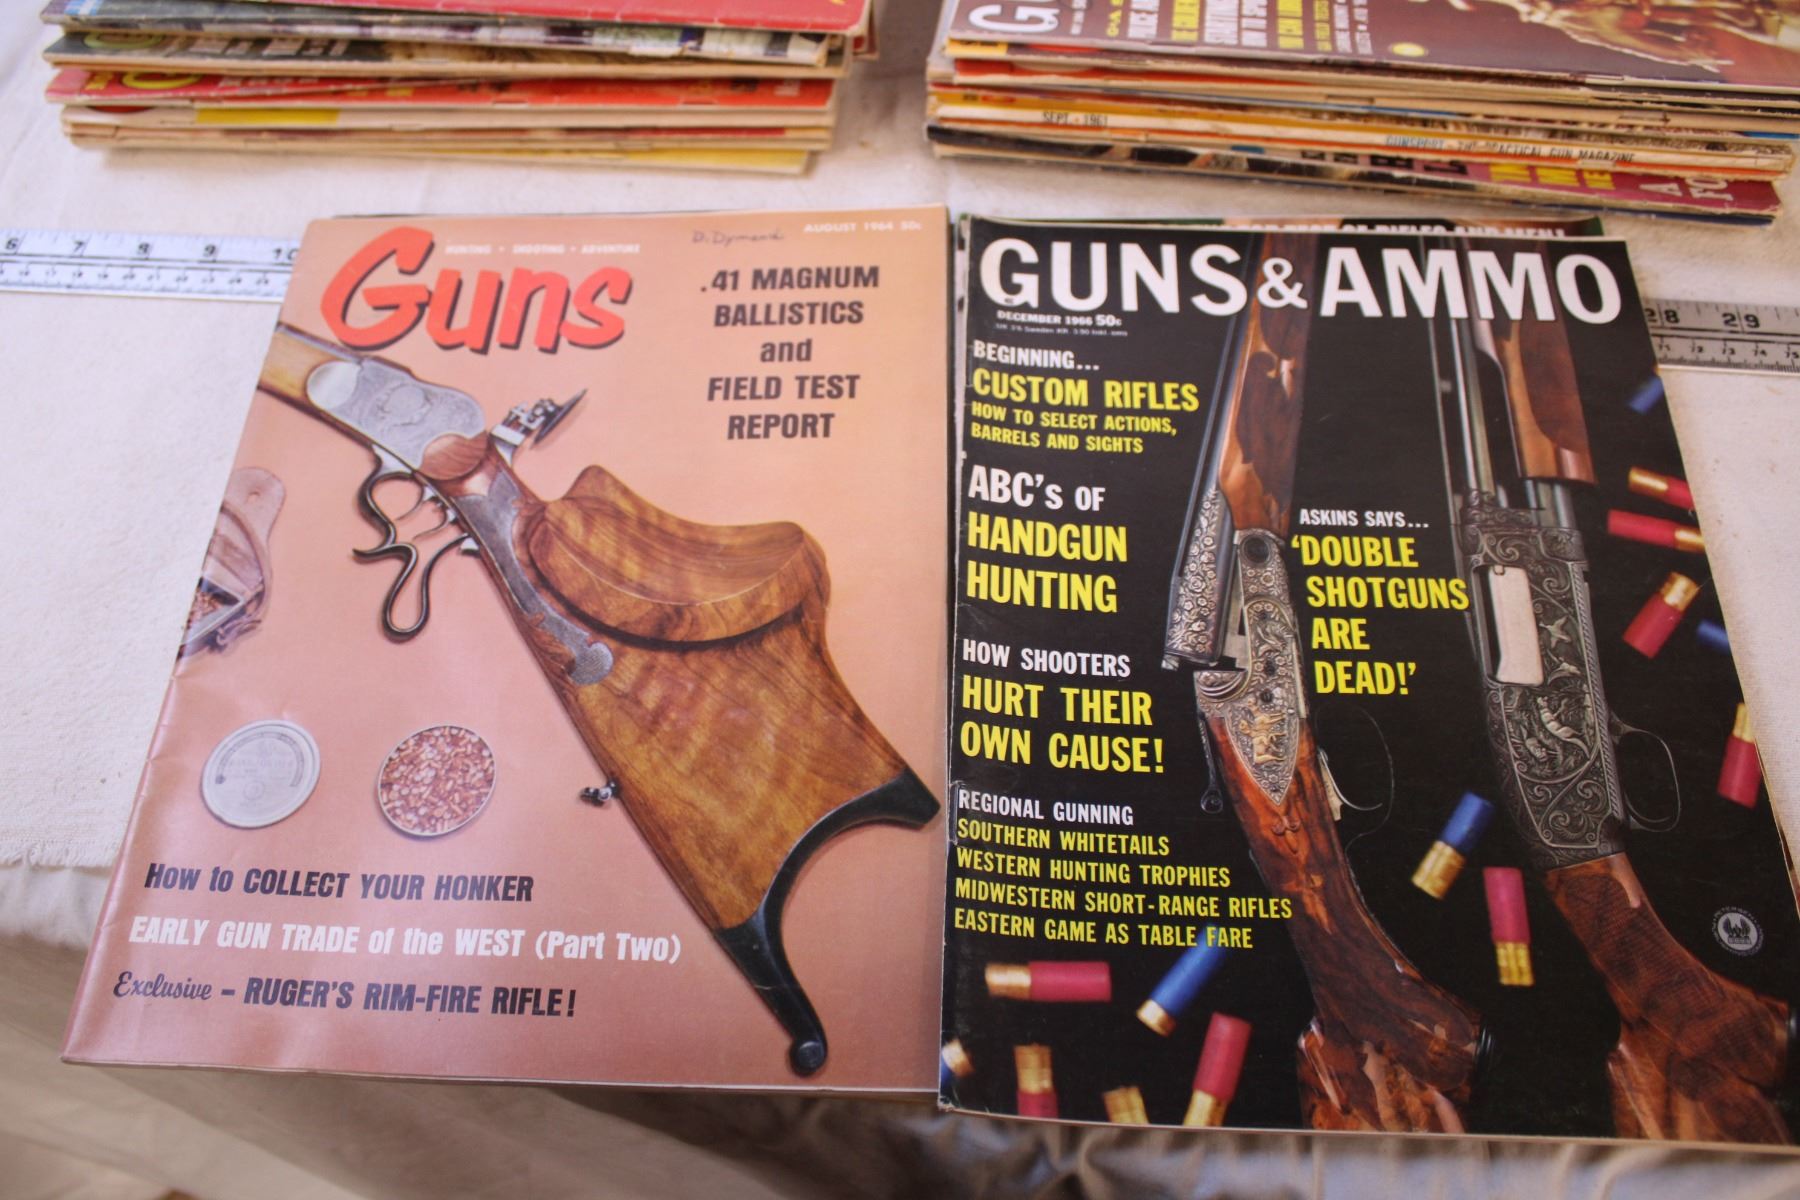 SEPT. · 1961
GUNSPORT · THE PRACTICAL GUN MAGAZINE
6 7 8 9 10
28 29
AUGUST 1964 50c
D. Dymond
HUNTING • SHOOTING • ADVENTURE
Guns
.41 MAGNUM
BALLISTICS
and
FIELD TEST
REPORT
How to COLLECT YOUR HONKER
EARLY GUN TRADE of the WEST (Part Two)
Exclusive – RUGER'S RIM-FIRE RIFLE!
GUNS & AMMO
DECEMBER 1966 50c
BEGINNING...
CUSTOM RIFLES
HOW TO SELECT ACTIONS,
BARRELS AND SIGHTS
ABC's OF
HANDGUN
HUNTING
ASKINS SAYS...
'DOUBLE
SHOTGUNS
ARE
DEAD!'
HOW SHOOTERS
HURT THEIR
OWN CAUSE!
REGIONAL GUNNING
SOUTHERN WHITETAILS
WESTERN HUNTING TROPHIES
MIDWESTERN SHORT-RANGE RIFLES
EASTERN GAME AS TABLE FARE